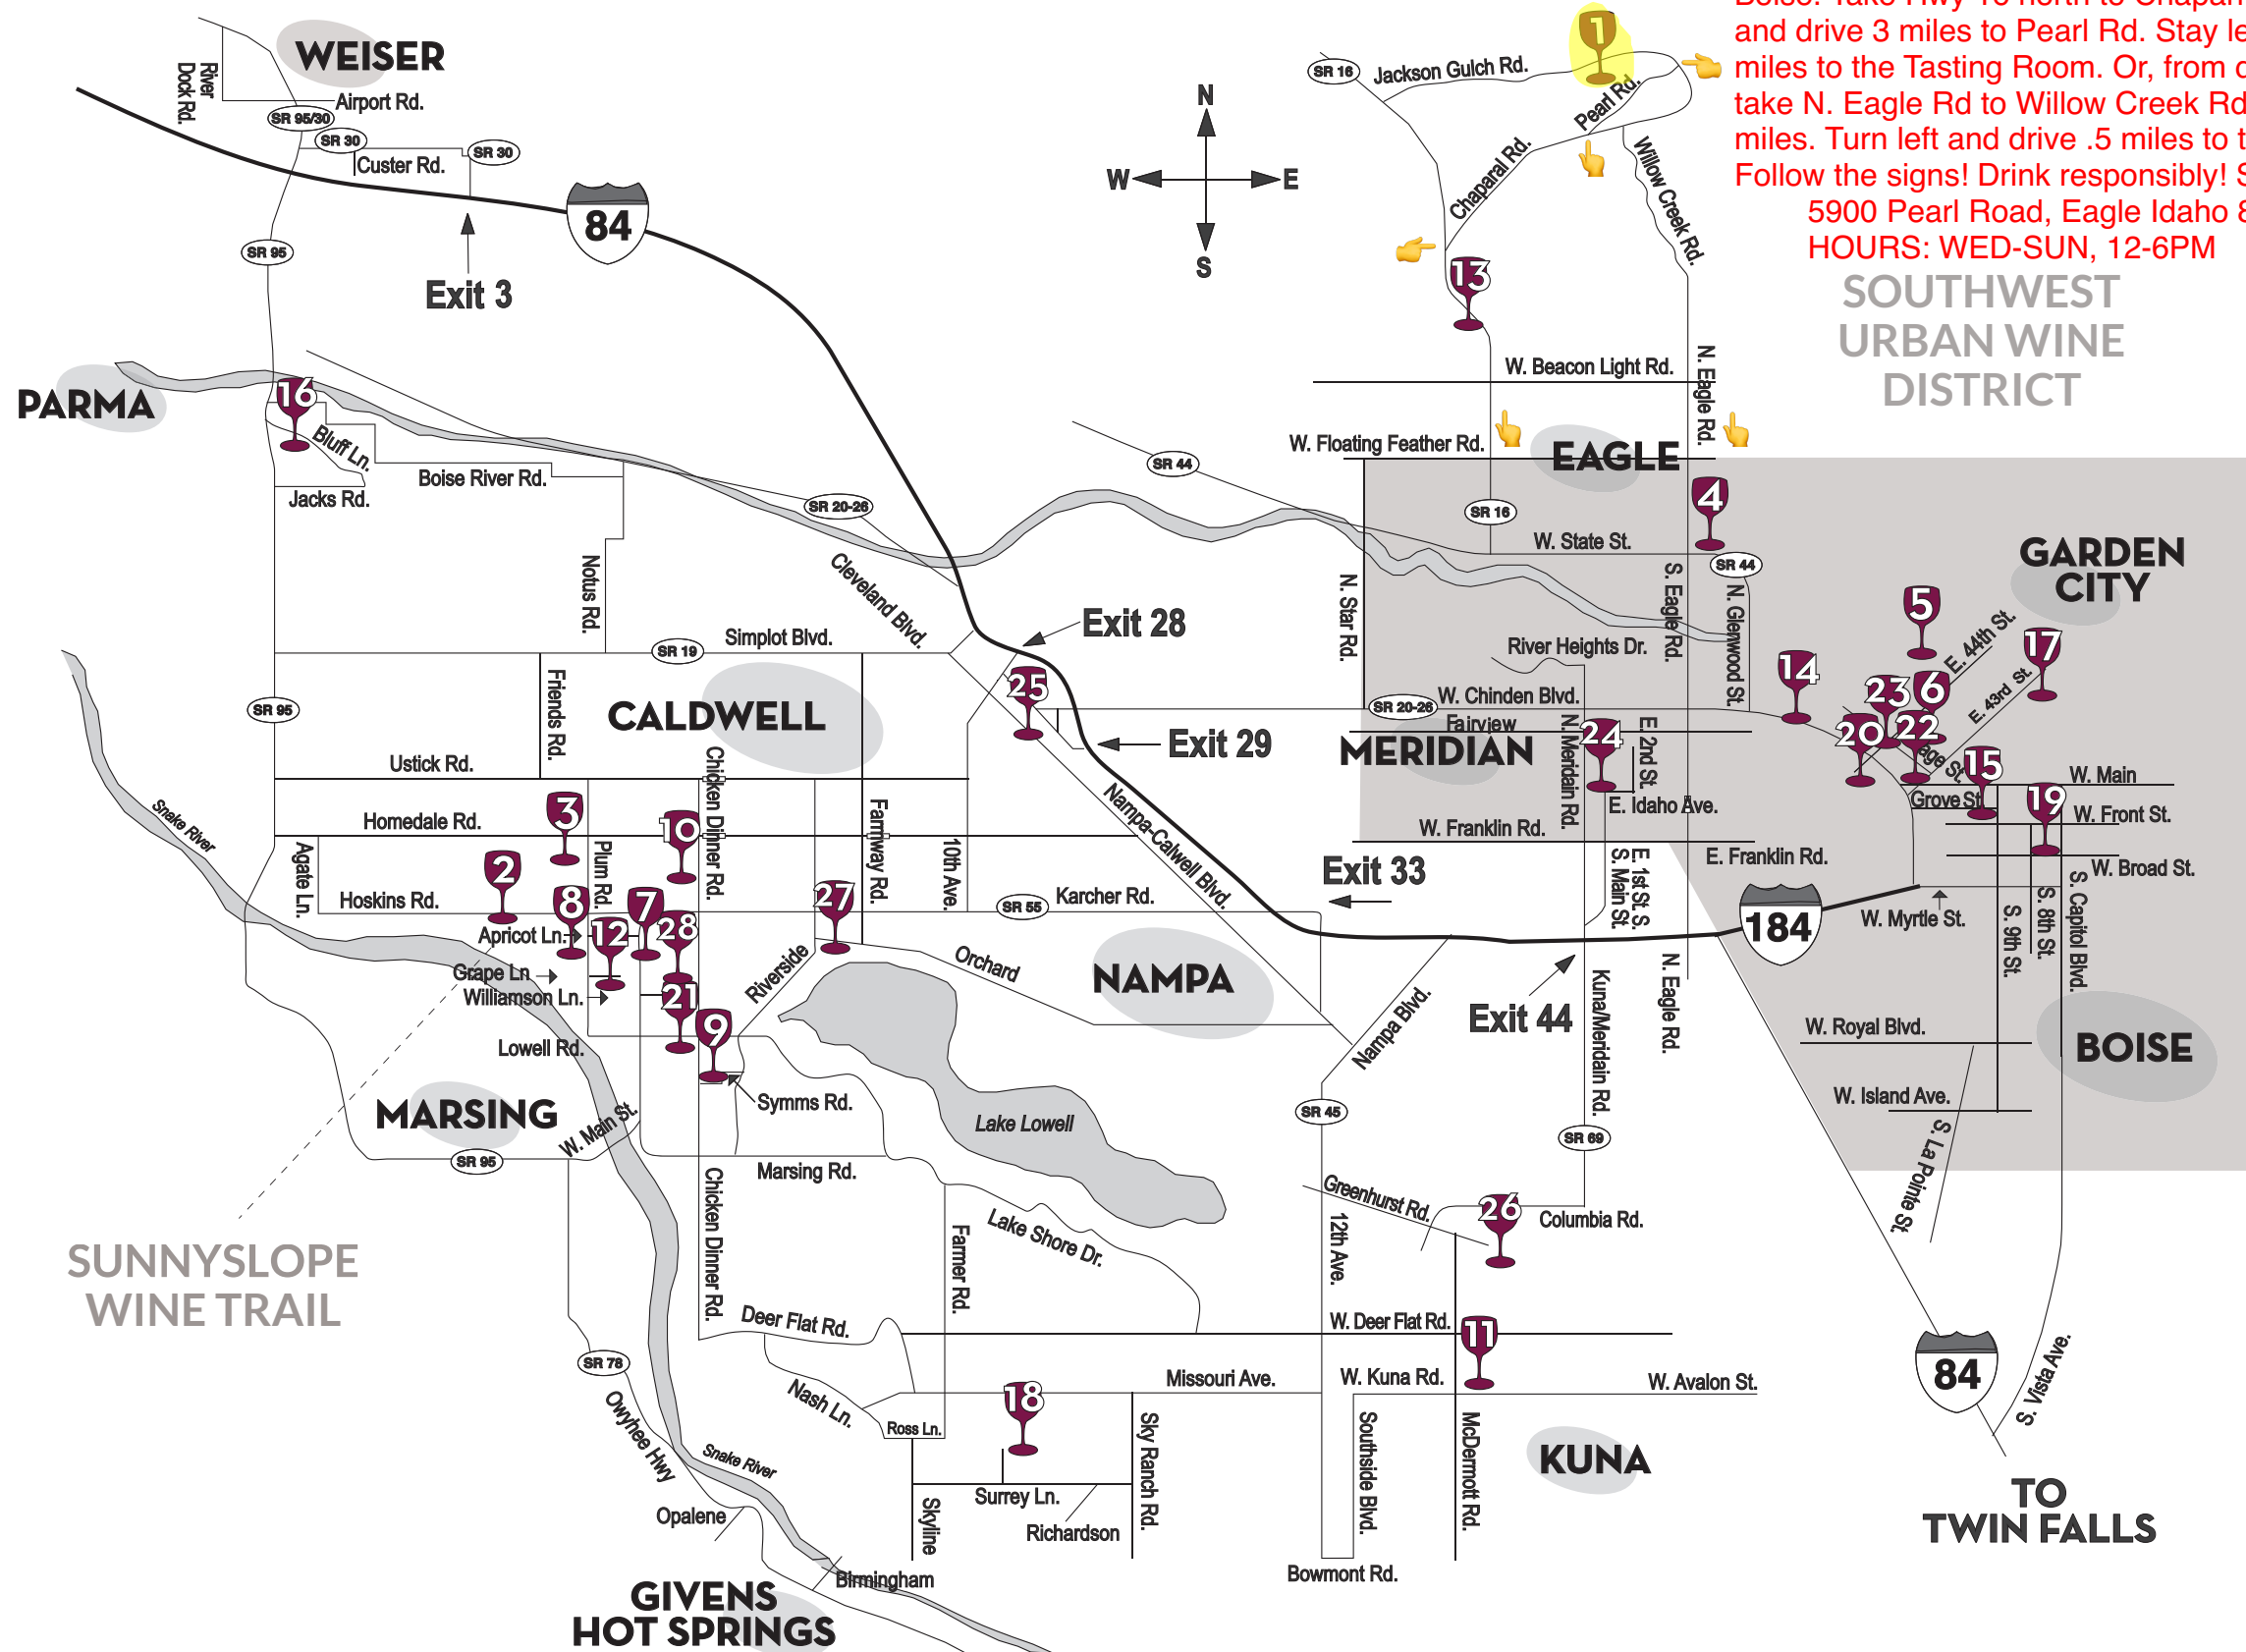 and drive 3 miles to Pearl Rd. Stay
miles to the Tasting Room. Or, from
take N. Eagle Rd to Willow Creek Rd
miles. Turn left and drive .5 miles to
Follow the signs! Drink responsibly!
5900 Pearl Road, Eagle Idaho
HOURS: WED-SUN, 12-6PM
SOUTHWEST
URBAN WINE
DISTRICT
WEISER
River
Dock Rd.
Airport Rd.
SR 95/30
SR 30
SR 30
Custer Rd.
84
SR 95
Exit 3
N
W
E
S
SR 16
Jackson Gulch Rd.
1
Pearl Rd.
Chaparal Rd.
Willow Creek Rd.
13
W. Beacon Light Rd.
N. Eagle Rd.
PARMA
16
Bluff Ln.
Boise River Rd.
Jacks Rd.
SR 20-26
SR 44
W. Floating Feather Rd.
EAGLE
4
SR 16
W. State St.
SR 44
GARDEN
CITY
Notus Rd.
Cleveland Blvd.
Exit 28
N. Star Rd.
S. Eagle Rd.
N. Glenwood St.
River Heights Dr.
5
E. 44th St.
17
14
23
6
E. 43rd St.
20
22
age St.
15
Simplot Blvd.
SR 19
SR 95
Friends Rd.
CALDWELL
25
SR 20-26
W. Chinden Blvd.
Fairview
MERIDIAN
N. Meridain Rd.
24
E. 2nd St.
E. Idaho Ave.
Exit 29
Ustick Rd.
Chicken Dinner Rd.
Nampa-Calwell Blvd.
W. Main
Grove St.
19
W. Front St.
Snake River
3
Homedale Rd.
10
Farmway Rd.
10th Ave.
W. Franklin Rd.
E. Franklin Rd.
W. Broad St.
Agate Ln.
2
Plum Rd.
Hoskins Rd.
8
7
27
Exit 33
Karcher Rd.
SR 55
E. 1st St. S.
S. Main St.
184
W. Myrtle St.
S. 9th St.
S. 8th St.
S. Capitol Blvd.
Apricot Ln.
12
28
Grape Ln
Williamson Ln.
21
9
Riverside
Orchard
NAMPA
Nampa Blvd.
Exit 44
Kuna/Meridain Rd.
N. Eagle Rd.
W. Royal Blvd.
BOISE
Lowell Rd.
Symms Rd.
MARSING
W. Main St.
SR 95
Lake Lowell
SR 45
SR 69
W. Island Ave.
S. La Pointe St.
Marsing Rd.
Chicken Dinner Rd.
Farmer Rd.
Lake Shore Dr.
Greenhurst Rd.
12th Ave.
26
Columbia Rd.
SUNNYSLOPE
WINE TRAIL
Deer Flat Rd.
W. Deer Flat Rd.
11
SR 78
Owyhee Hwy
Nash Ln.
Ross Ln.
18
Missouri Ave.
W. Kuna Rd.
W. Avalon St.
84
S. Vista Ave.
Snake River
Sky Ranch Rd.
Southside Blvd.
McDermott Rd.
KUNA
Surrey Ln.
Richardson
Skyline
Opalene
Birmingham
Bowmont Rd.
TO
TWIN FALLS
GIVENS
HOT SPRINGS